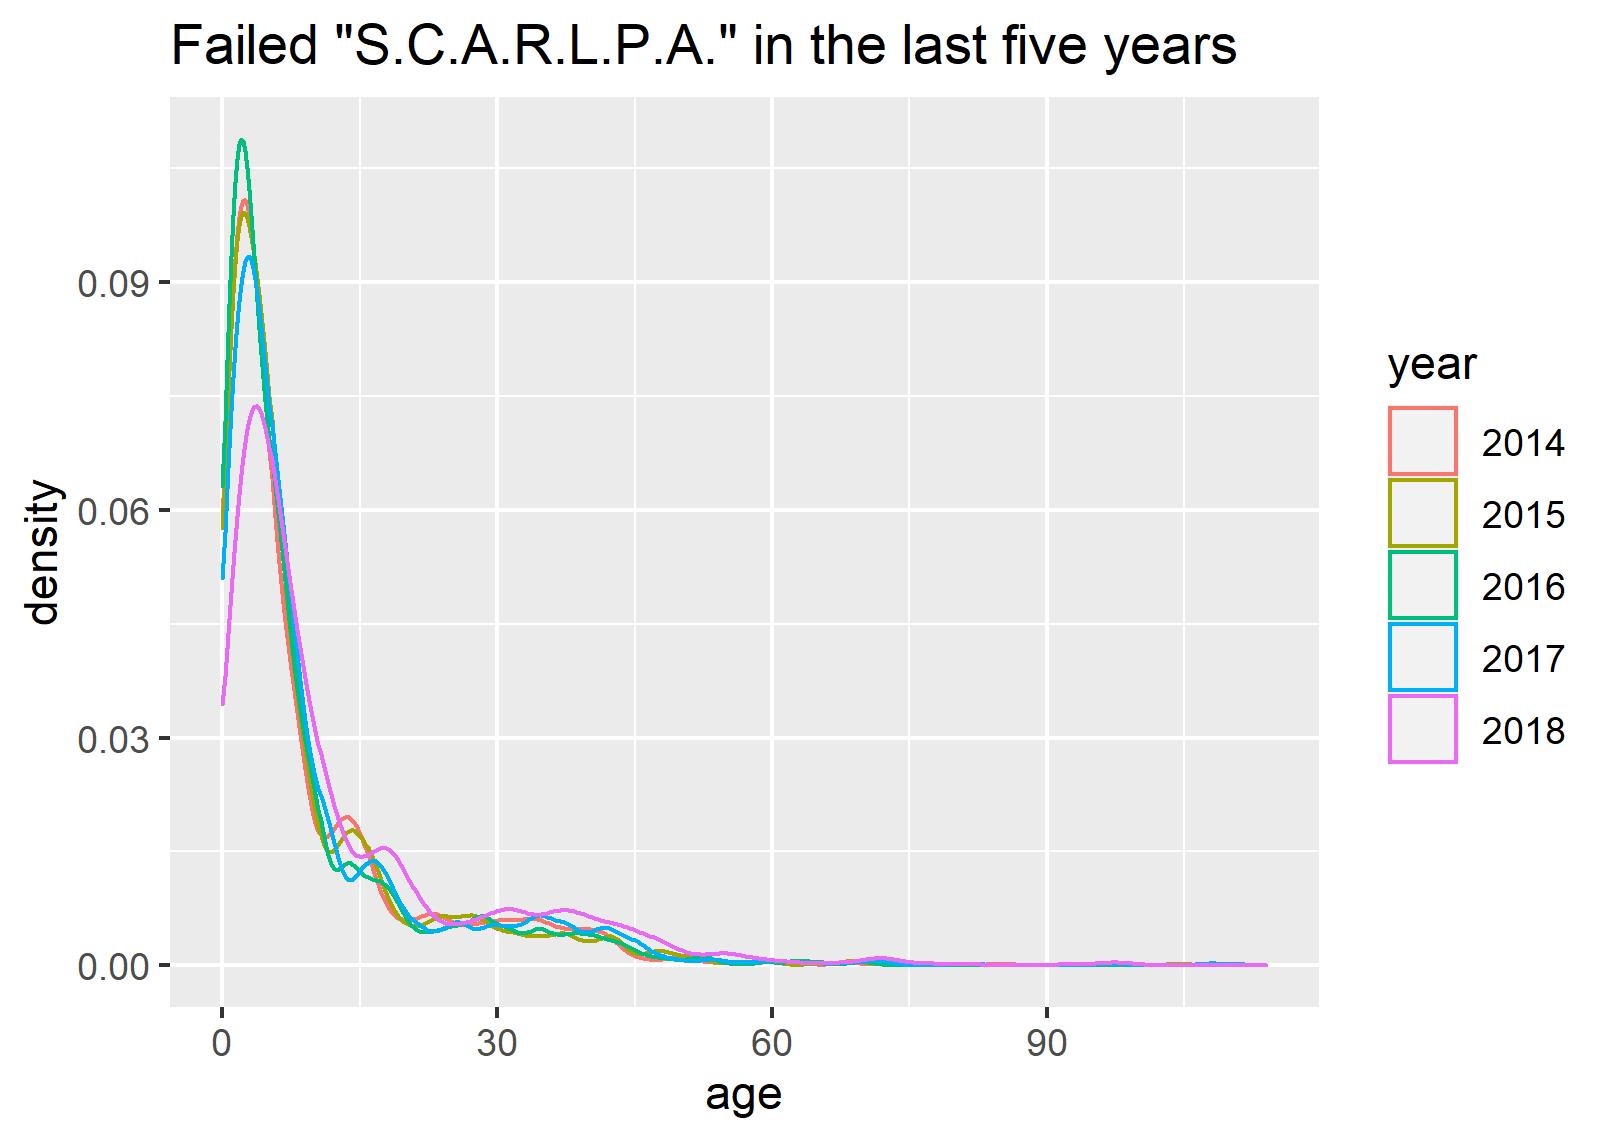 Failed "S.C.A.R.L.P.A." in the last five years
density
0.09
0.06
0.03
0.00
0 30 60 90
age
year
2014
2015
2016
2017
2018